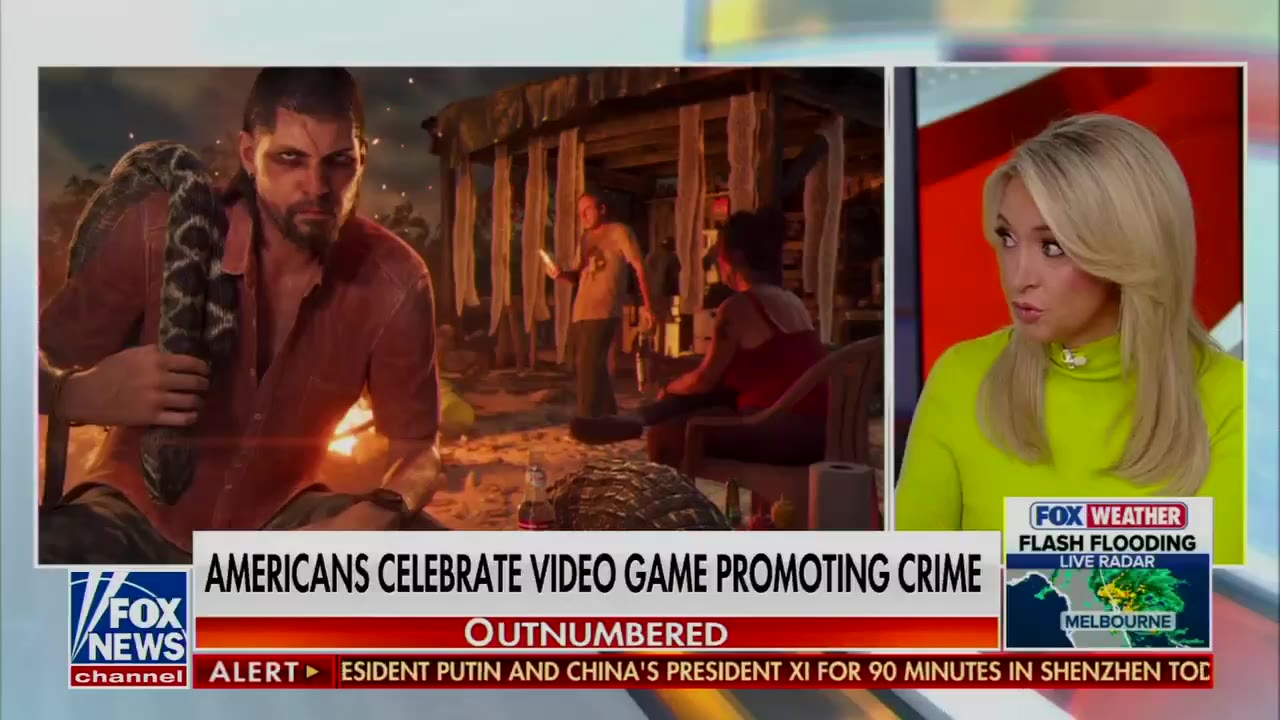 AMERICANS CELEBRATE VIDEO GAME PROMOTING CRIME
OUTNUMBERED
FOX NEWS
channel
ALERT
ESIDENT PUTIN AND CHINA'S PRESIDENT XI FOR 90 MINUTES IN SHENZHEN TOD
FOX WEATHER
FLASH FLOODING
LIVE RADAR
MELBOURNE